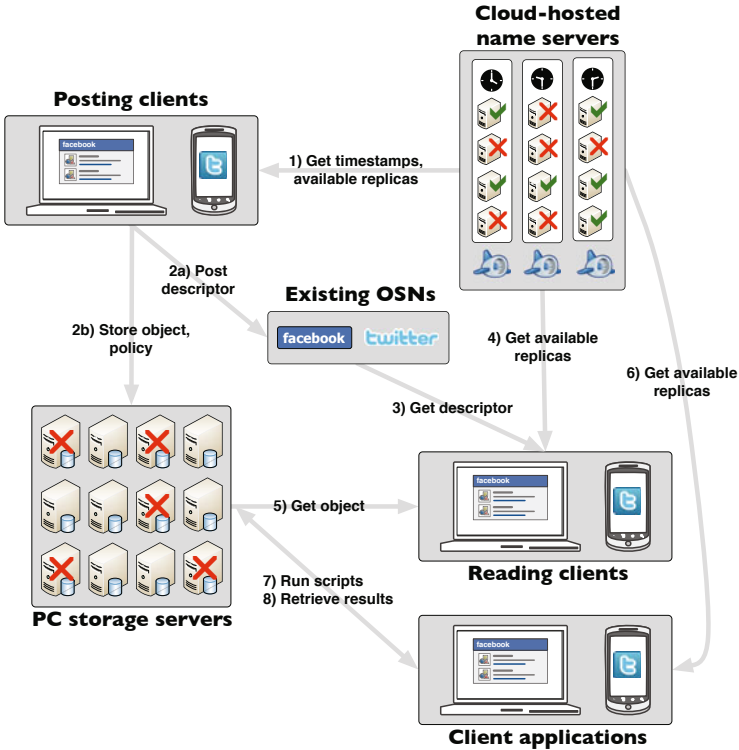 Cloud-hosted
name servers
Posting clients
facebook
1) Get timestamps,
available replicas
2a) Post
descriptor
Existing OSNs
2b) Store object,
policy
facebook twitter
4) Get available
replicas
6) Get available
replicas
3) Get descriptor
facebook
5) Get object
Reading clients
7) Run scripts
8) Retrieve results
PC storage servers
facebook
Client applications